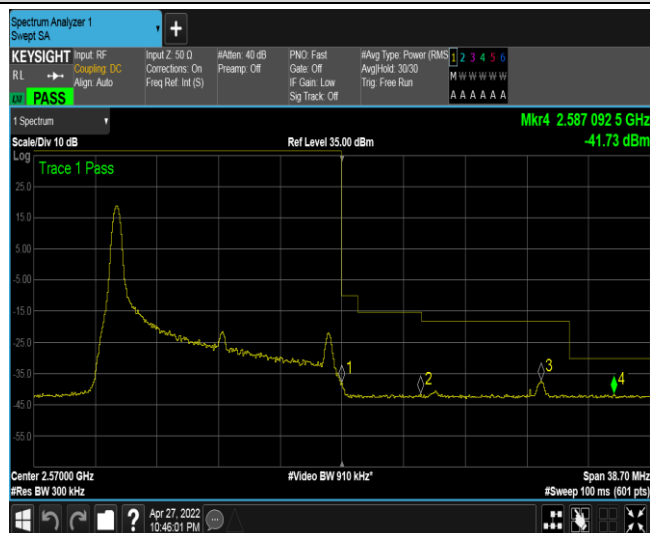 Spectrum Analyzer 1
Swept SA
+
KEYSIGHT
RL
PASS
Input: RF
Coupling: DC
Align: Auto
Input Z: 50 Ω
Corrections: On
Freq Ref: Int (S)
#Atten: 40 dB
Preamp: Off
PNO: Fast
Gate: Off
IF Gain: Low
Sig Track: Off
#Avg Type: Power (RMS
Avg|Hold: 30/30
Trig: Free Run
1 2 3 4 5 6
M W W W W W
A A A A A A
1 Spectrum
Mkr4 2.587 092 5 GHz
Scale/Div 10 dB
Ref Level 35.00 dBm
-41.73 dBm
Log
Trace 1 Pass
25.0
15.0
5.00
-5.00
-15.0
-25.0
-35.0
-45.0
-55.0
1
2
3
4
Center 2.57000 GHz
#Video BW 910 kHz*
Span 38.70 MHz
#Res BW 300 kHz
#Sweep 100 ms (601 pts)
?
Apr 27, 2022
10:46:01 PM